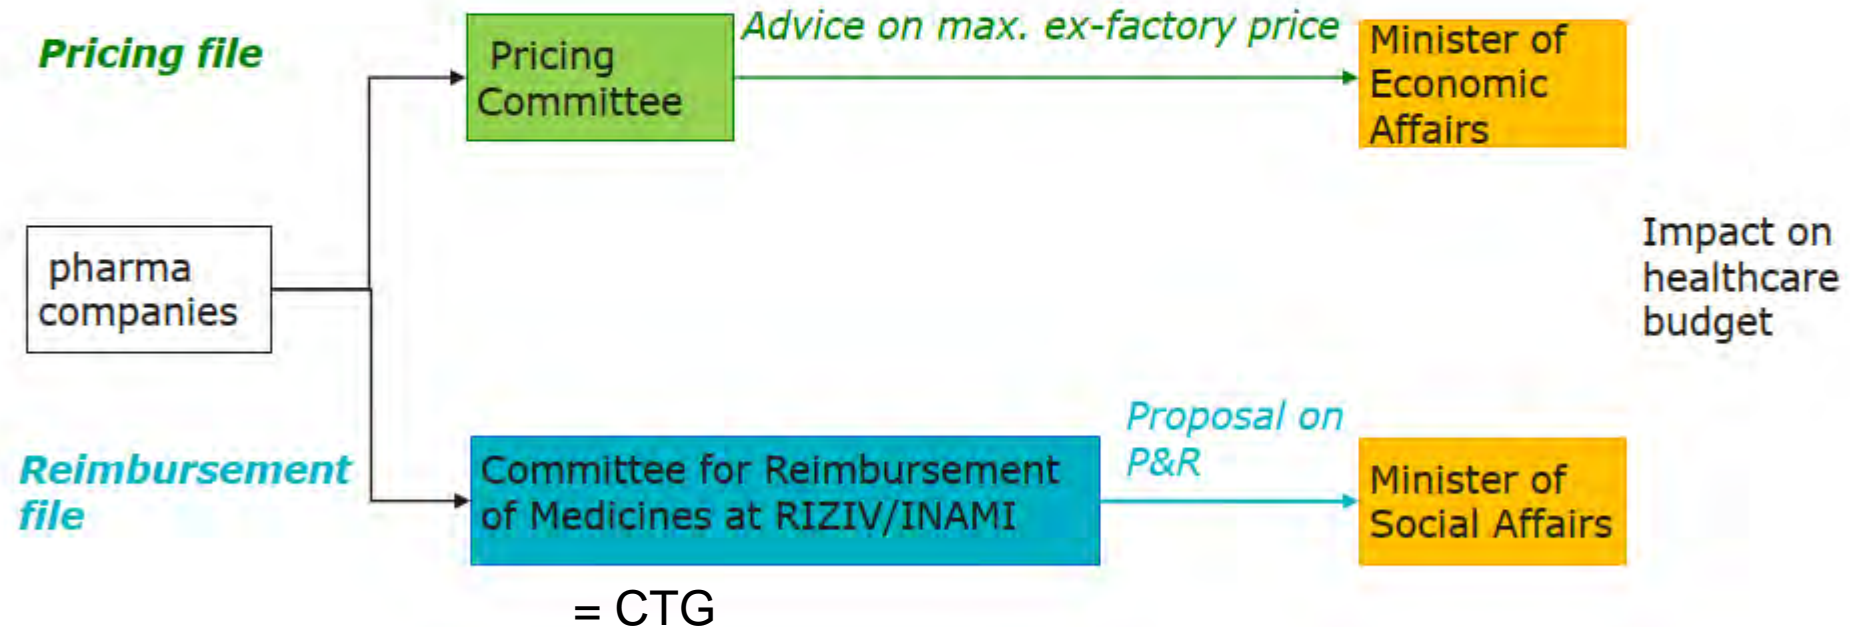 Pricing file
Pricing
Committee
Advice on max. ex-factory price
Minister of
Economic
Affairs
pharma
companies
Impact on
healthcare
budget
Reimbursement
file
Committee for Reimbursement
of Medicines at RIZIV/INAMI
Proposal on
P&R
Minister of
Social Affairs
= CTG